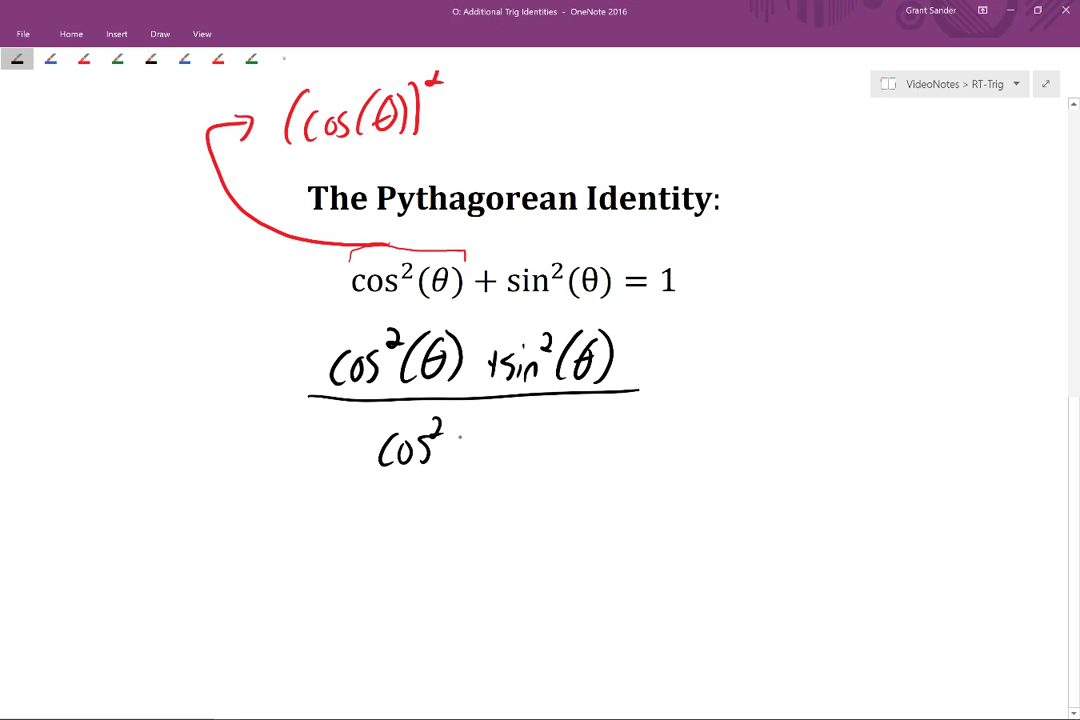 O: Additional Trig Identities - OneNote 2016
Grant Sander
File Home Insert Draw View
VideoNotes > RT-Trig
(cos(θ))²
The Pythagorean Identity:
cos²(θ) + sin²(θ) = 1
cos²(θ) +sin²(θ)
cos²